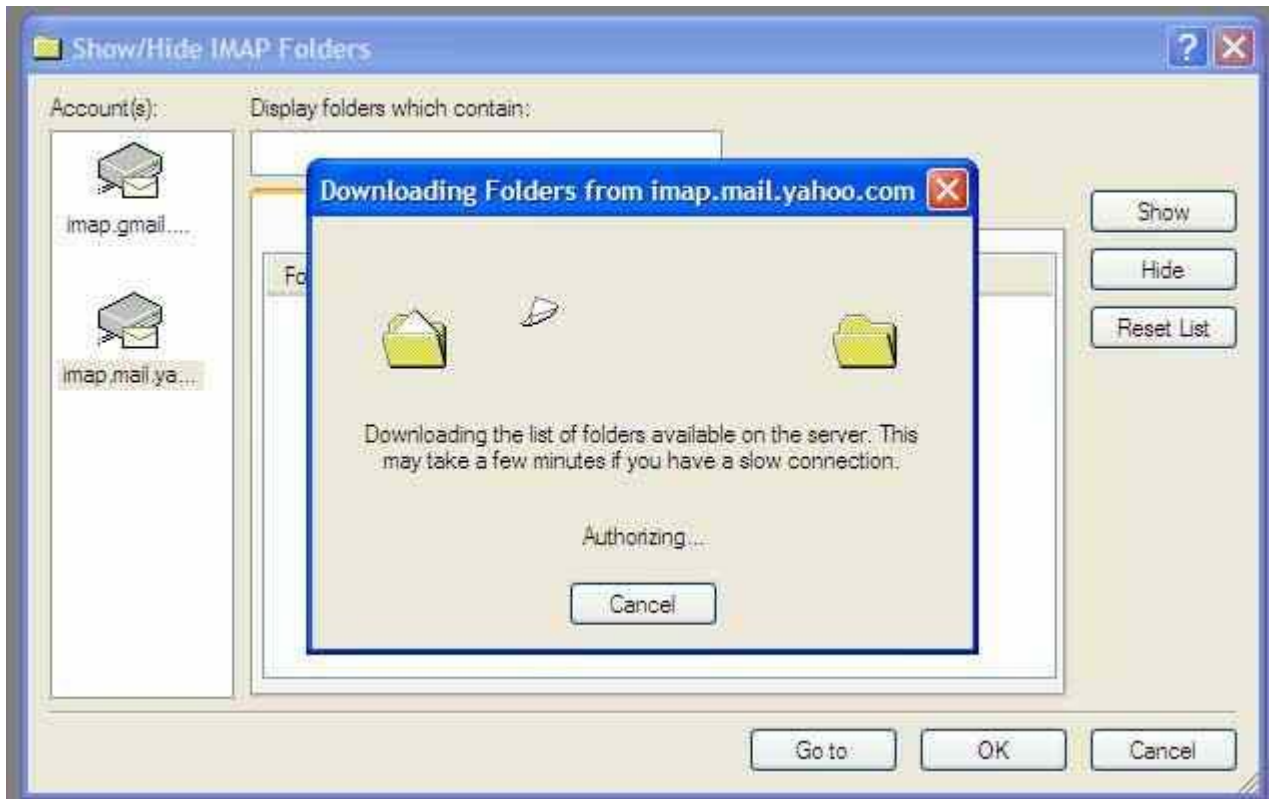 Show/Hide IMAP Folders
Account(s):
Display folders which contain:
imap.gmail....
imap.mail.ya...
Fo
Downloading Folders from imap.mail.yahoo.com
Downloading the list of folders available on the server. This
may take a few minutes if you have a slow connection.
Authorizing...
Cancel
Show
Hide
Reset List
Go to
OK
Cancel